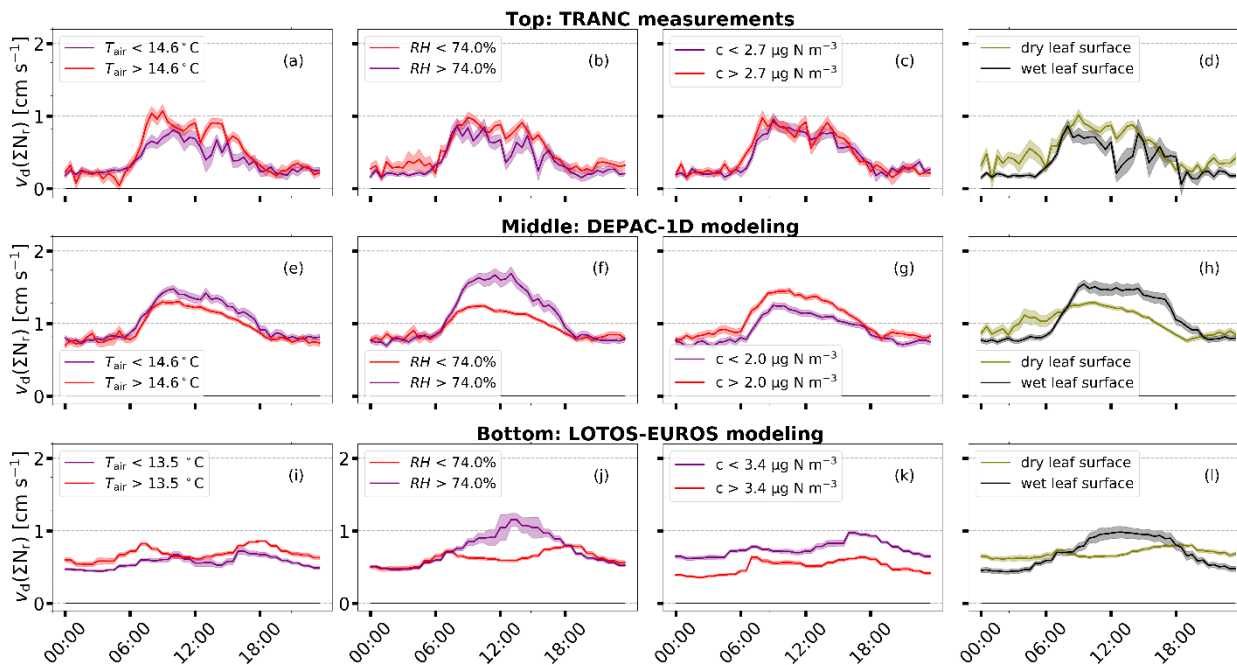 Top: TRANC measurements
v_d(ΣN_r) [cm s⁻¹]
2
1
0
T_air < 14.6°C
T_air > 14.6°C
(a)
RH < 74.0%
RH > 74.0%
(b)
c < 2.7 µg N m⁻³
c > 2.7 µg N m⁻³
(c)
dry leaf surface
wet leaf surface
(d)
Middle: DEPAC-1D modeling
v_d(ΣN_r) [cm s⁻¹]
2
1
0
(e)
T_air < 14.6°C
T_air > 14.6°C
(f)
RH < 74.0%
RH > 74.0%
(g)
c < 2.0 µg N m⁻³
c > 2.0 µg N m⁻³
(h)
dry leaf surface
wet leaf surface
Bottom: LOTOS-EUROS modeling
v_d(ΣN_r) [cm s⁻¹]
2
1
0
T_air < 13.5 °C
T_air > 13.5 °C
(i)
2
1
0
RH < 74.0%
RH > 74.0%
(j)
c < 3.4 µg N m⁻³
c > 3.4 µg N m⁻³
(k)
dry leaf surface
wet leaf surface
(l)
00:00
06:00
12:00
18:00
00:00
06:00
12:00
18:00
00:00
06:00
12:00
18:00
00:00
06:00
12:00
18:00